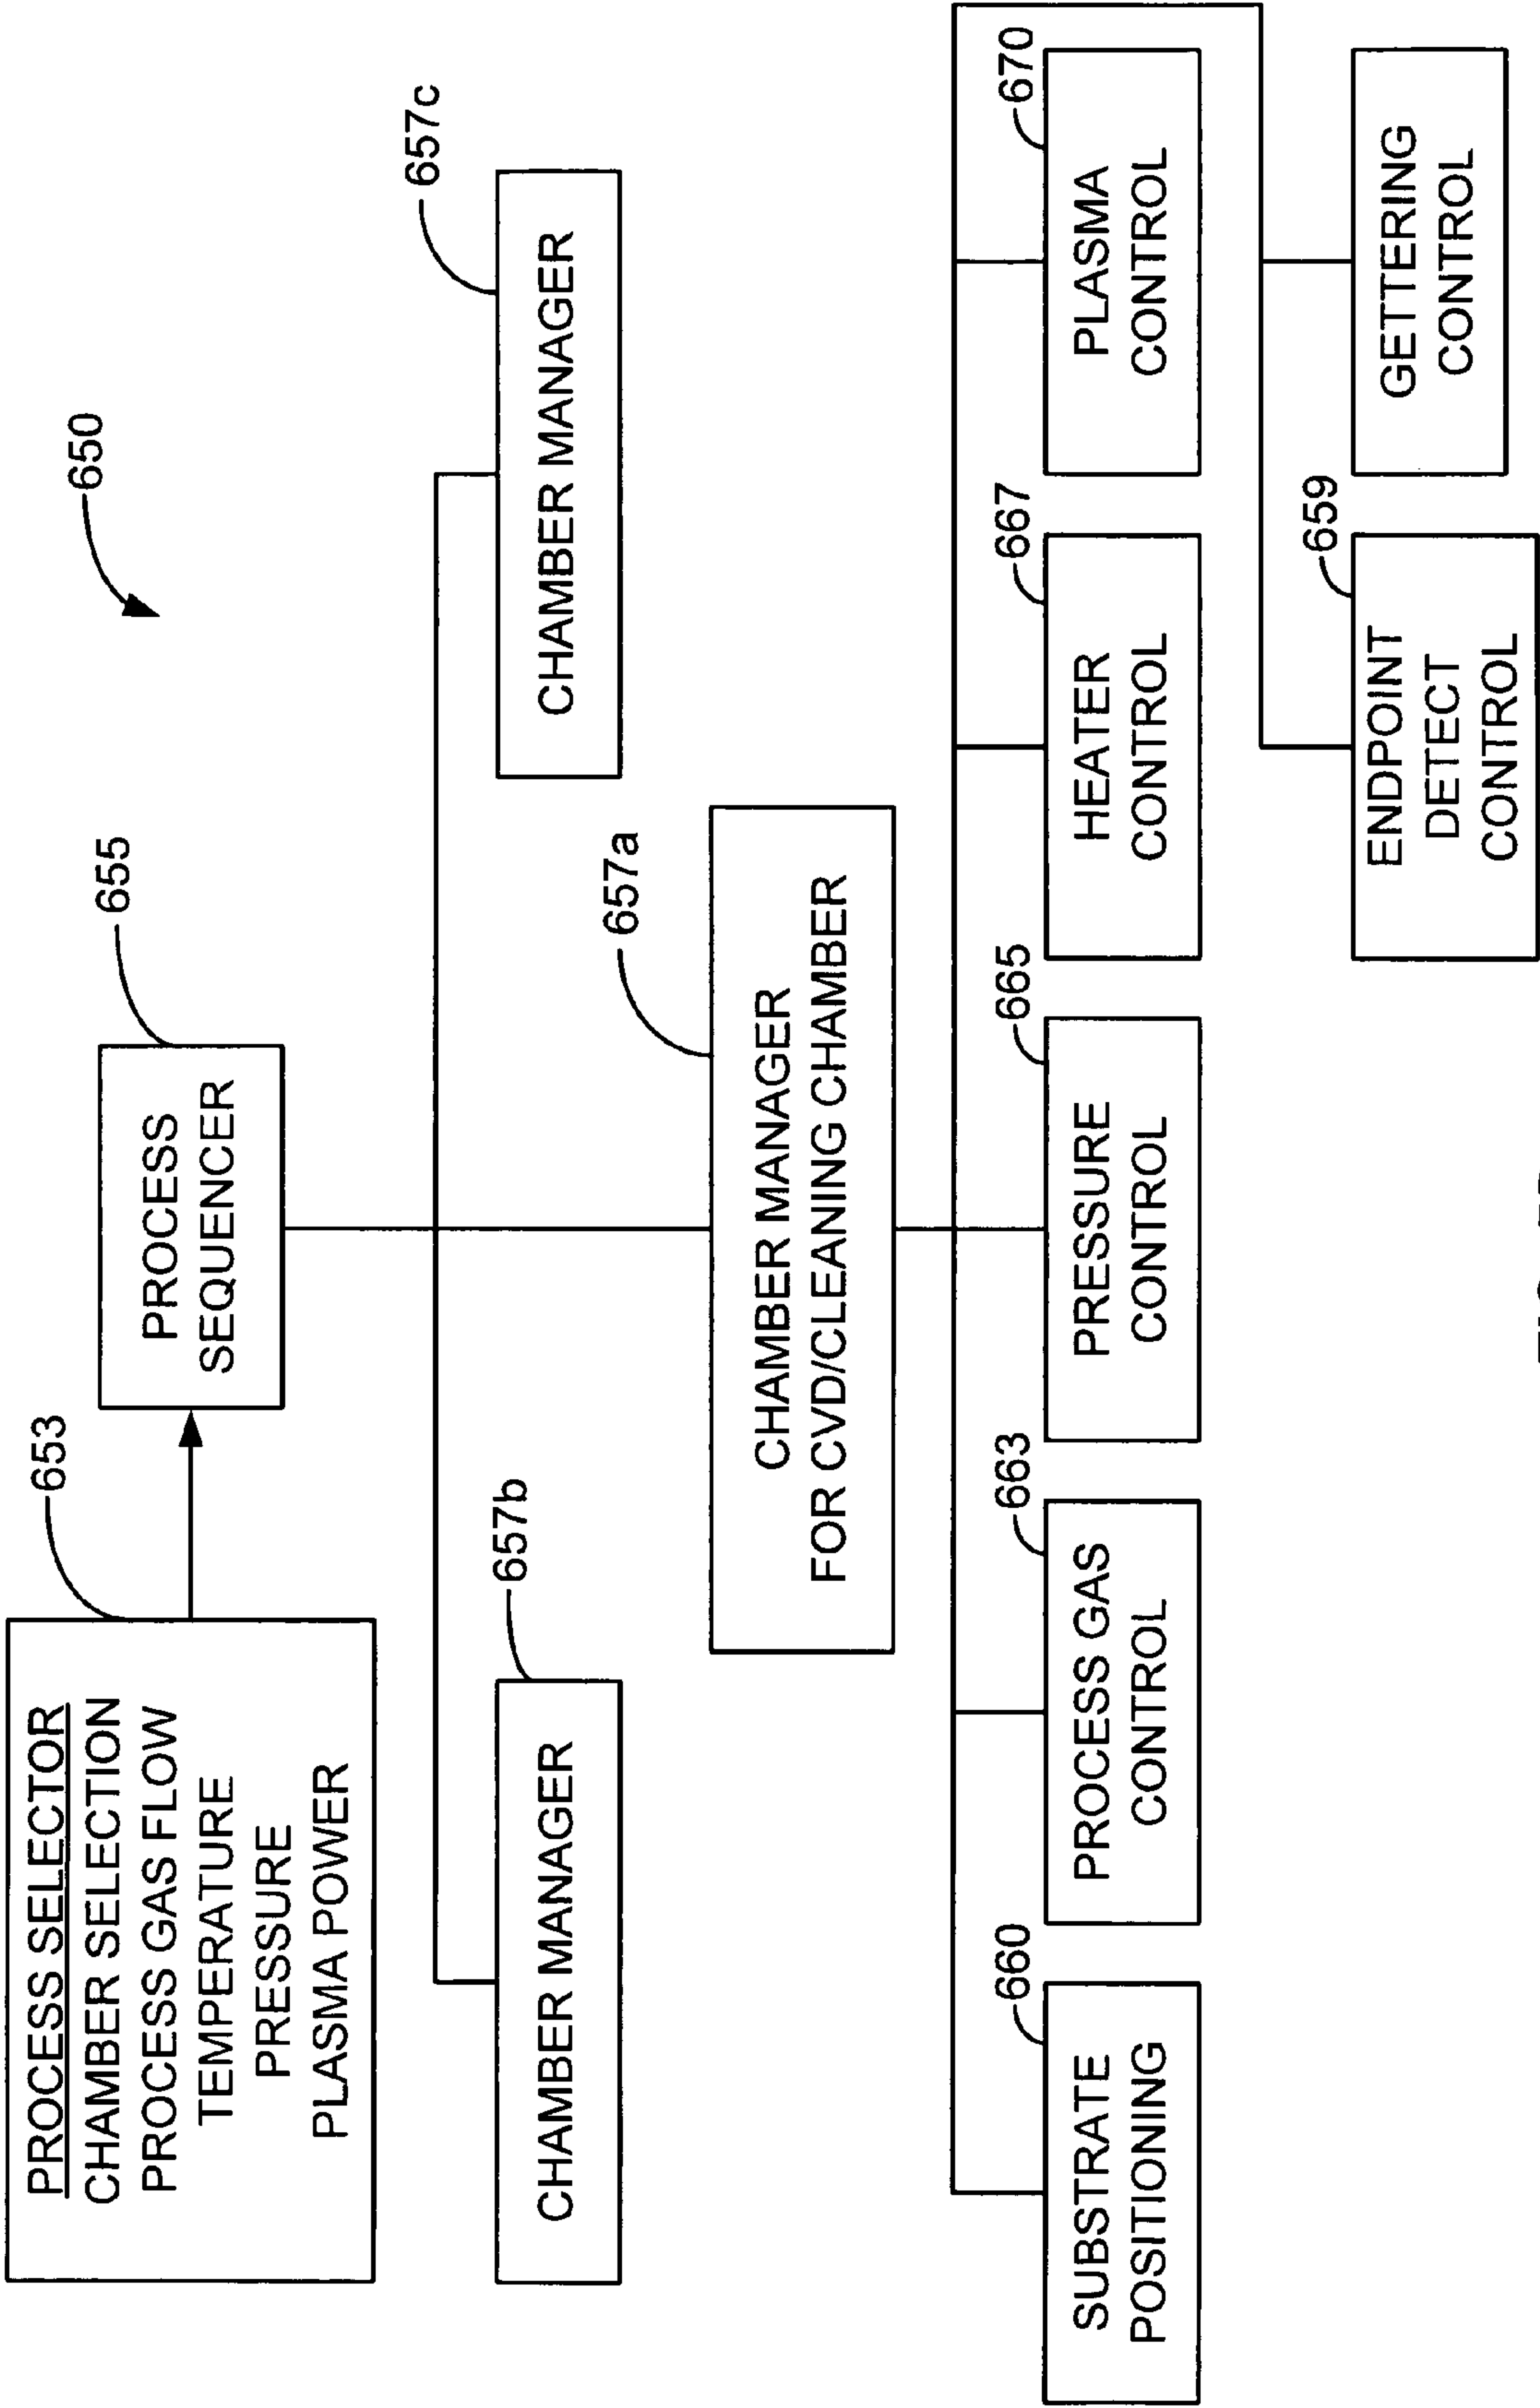 650
653
PROCESS SELECTOR
CHAMBER SELECTION
PROCESS GAS FLOW
TEMPERATURE
PRESSURE
PLASMA POWER
655
PROCESS
SEQUENCER
657b
CHAMBER MANAGER
657c
CHAMBER MANAGER
657a
CHAMBER MANAGER
FOR CVD/CLEANING CHAMBER
660
SUBSTRATE
POSITIONING
663
PROCESS GAS
CONTROL
665
PRESSURE
CONTROL
667
HEATER
CONTROL
670
PLASMA
CONTROL
659
ENDPOINT
DETECT
CONTROL
GETTERING
CONTROL